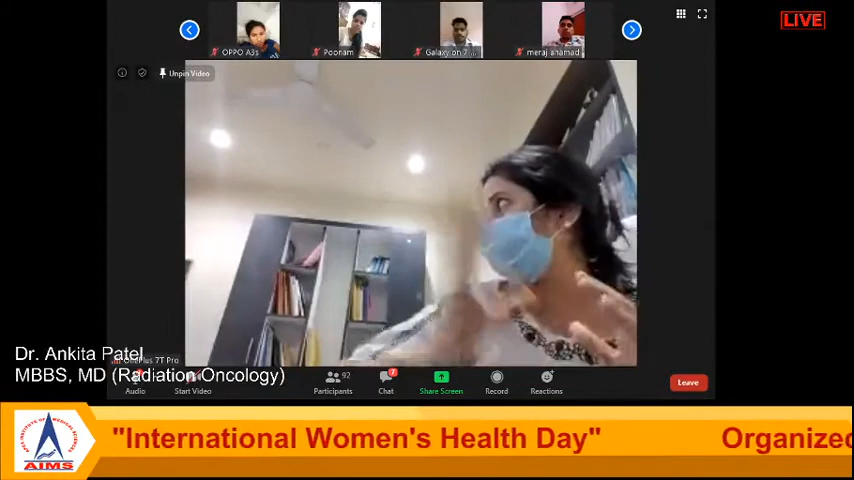 LIVE
OPPO A3s
Poonam
Galaxy on 7 ...
meraj ahamad
Unpin Video
OnePlus 7T Pro
Dr. Ankita Patel
MBBS, MD (Radiation Oncology)
Audio
Start Video
Participants
92
Chat
7
Share Screen
Record
Reactions
Leave
AIMS
"International Women's Health Day"
Organized